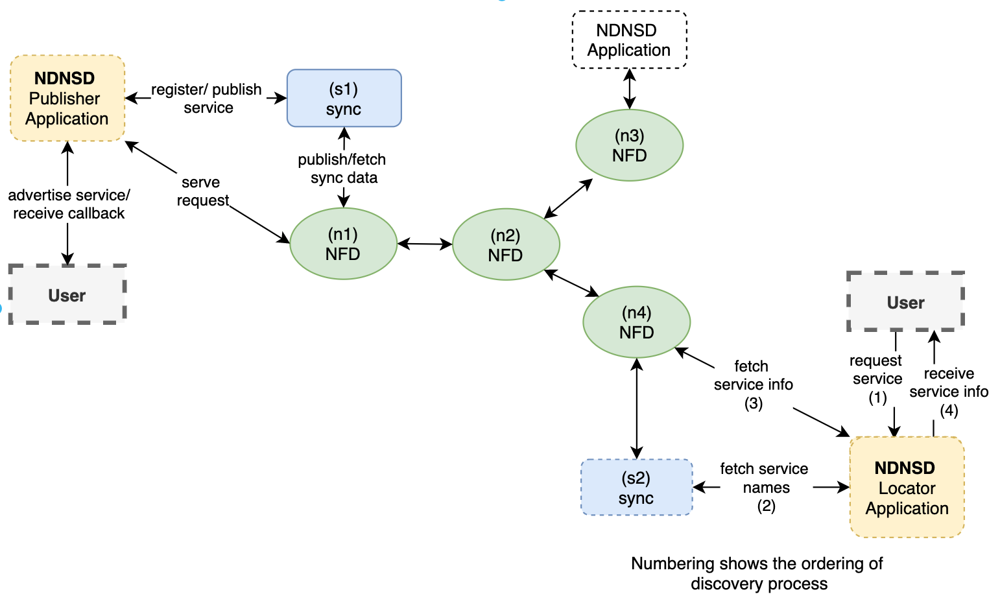 NDNSD
Application
NDNSD
Publisher
Application
register/ publish
service
(s1)
sync
(n3)
NFD
publish/fetch
sync data
serve
request
advertise service/
receive callback
(n1)
NFD
(n2)
NFD
User
(n4)
NFD
User
request
service
(1)
receive
service info
(4)
fetch
service info
(3)
(s2)
sync
fetch service
names
(2)
NDNSD
Locator
Application
Numbering shows the ordering of
discovery process